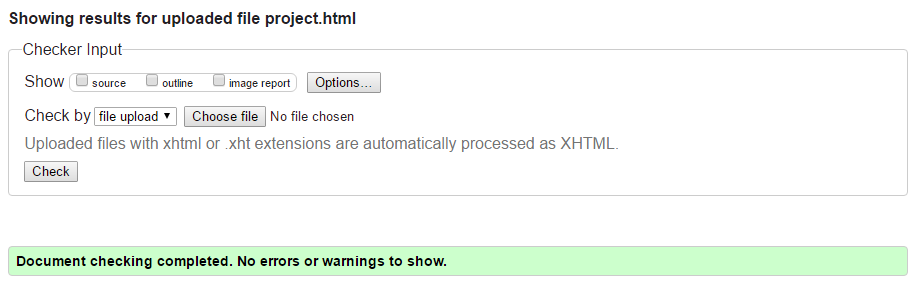 Showing results for uploaded file project.html
Checker Input
Show source outline image report Options...
Check by file upload Choose file No file chosen
Uploaded files with xhtml or .xht extensions are automatically processed as XHTML.
Check
Document checking completed. No errors or warnings to show.